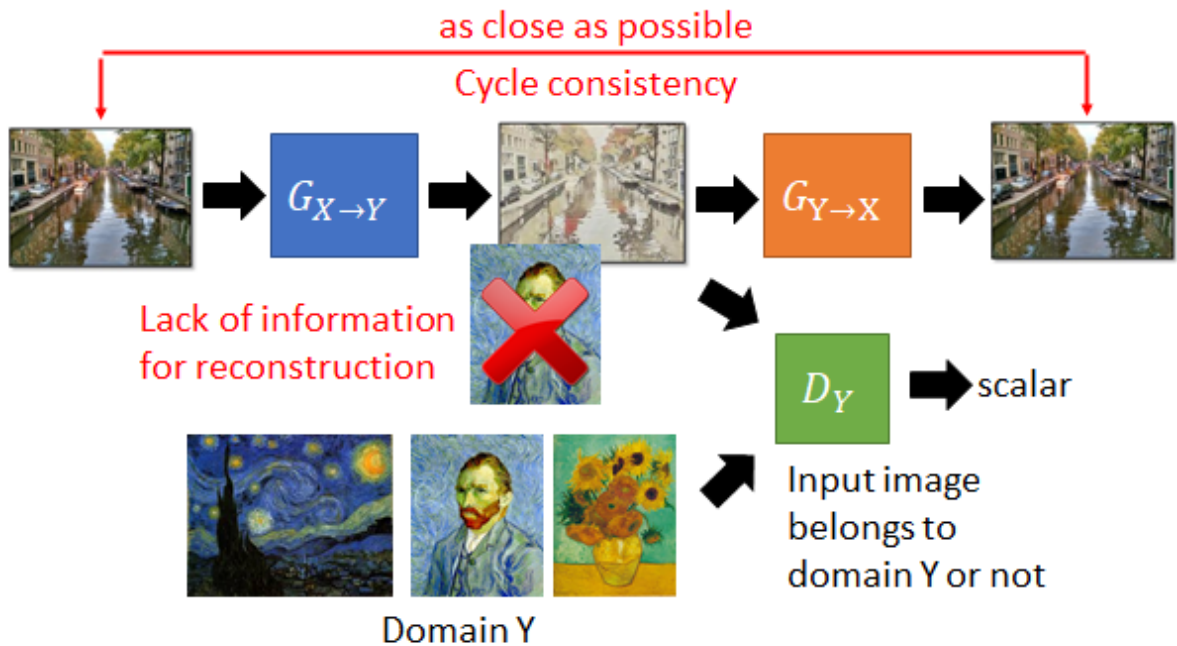 as close as possible
Cycle consistency
G_{X→Y}
G_{Y→X}
Lack of information
for reconstruction
D_Y
scalar
Input image
belongs to
domain Y or not
Domain Y